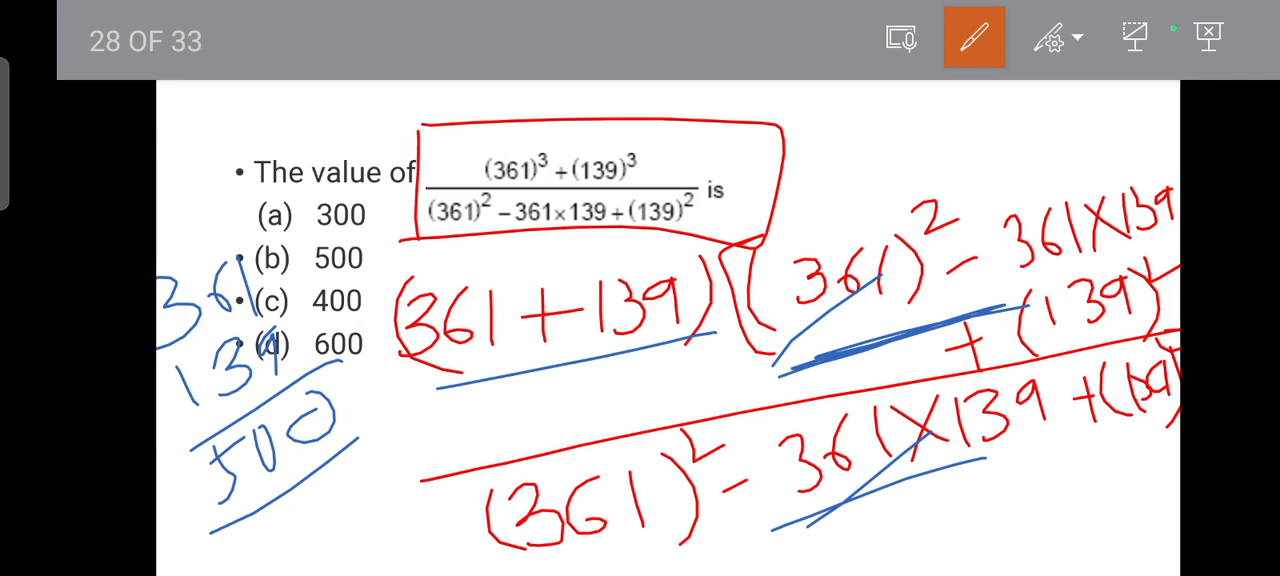 28 OF 33
• The value of (361)³ + (139)³ / (361)² − 361×139 + (139)² is
(a) 300
• (b) 500
• (c) 400
• (d) 600
(361 + 139) ((361)² − 361×139
+ (139)²
(361)² − 361×139 + (139)
361
139
500